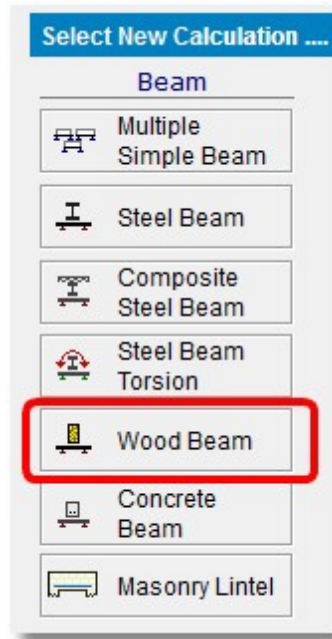 Select New Calculation ....
Beam
Multiple
Simple Beam
Steel Beam
Composite
Steel Beam
Steel Beam
Torsion
Wood Beam
Concrete
Beam
Masonry Lintel